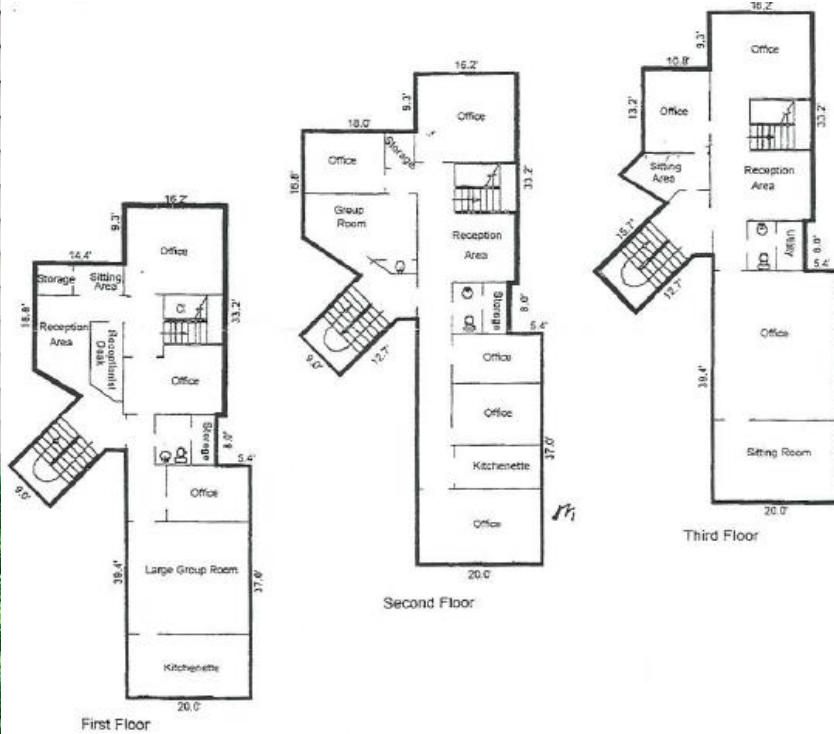 16.2'
9.3'
Office
14.4'
Storage
Sitting
Area
18.8'
33.2'
Cl
Reception
Area
Receptionist
Desk
Office
Storage
8.0'
5.4'
9.0'
Office
39.4'
Large Group Room
37.0'
Kitchenette
20.0'
First Floor
16.2'
9.3'
Office
18.0'
Storage
Office
16.8'
33.2'
Group
Room
Reception
Area
Storage
8.0'
5.4'
9.0'
12.7'
Office
Office
37.0'
Kitchenette
Office
20.0'
Second Floor
16.2'
9.3'
Office
10.8'
13.2'
Office
33.2'
Sitting
Area
Reception
Area
15.7'
Utility
8.0'
5.4'
12.7'
Office
39.4'
Sitting Room
20.0'
Third Floor